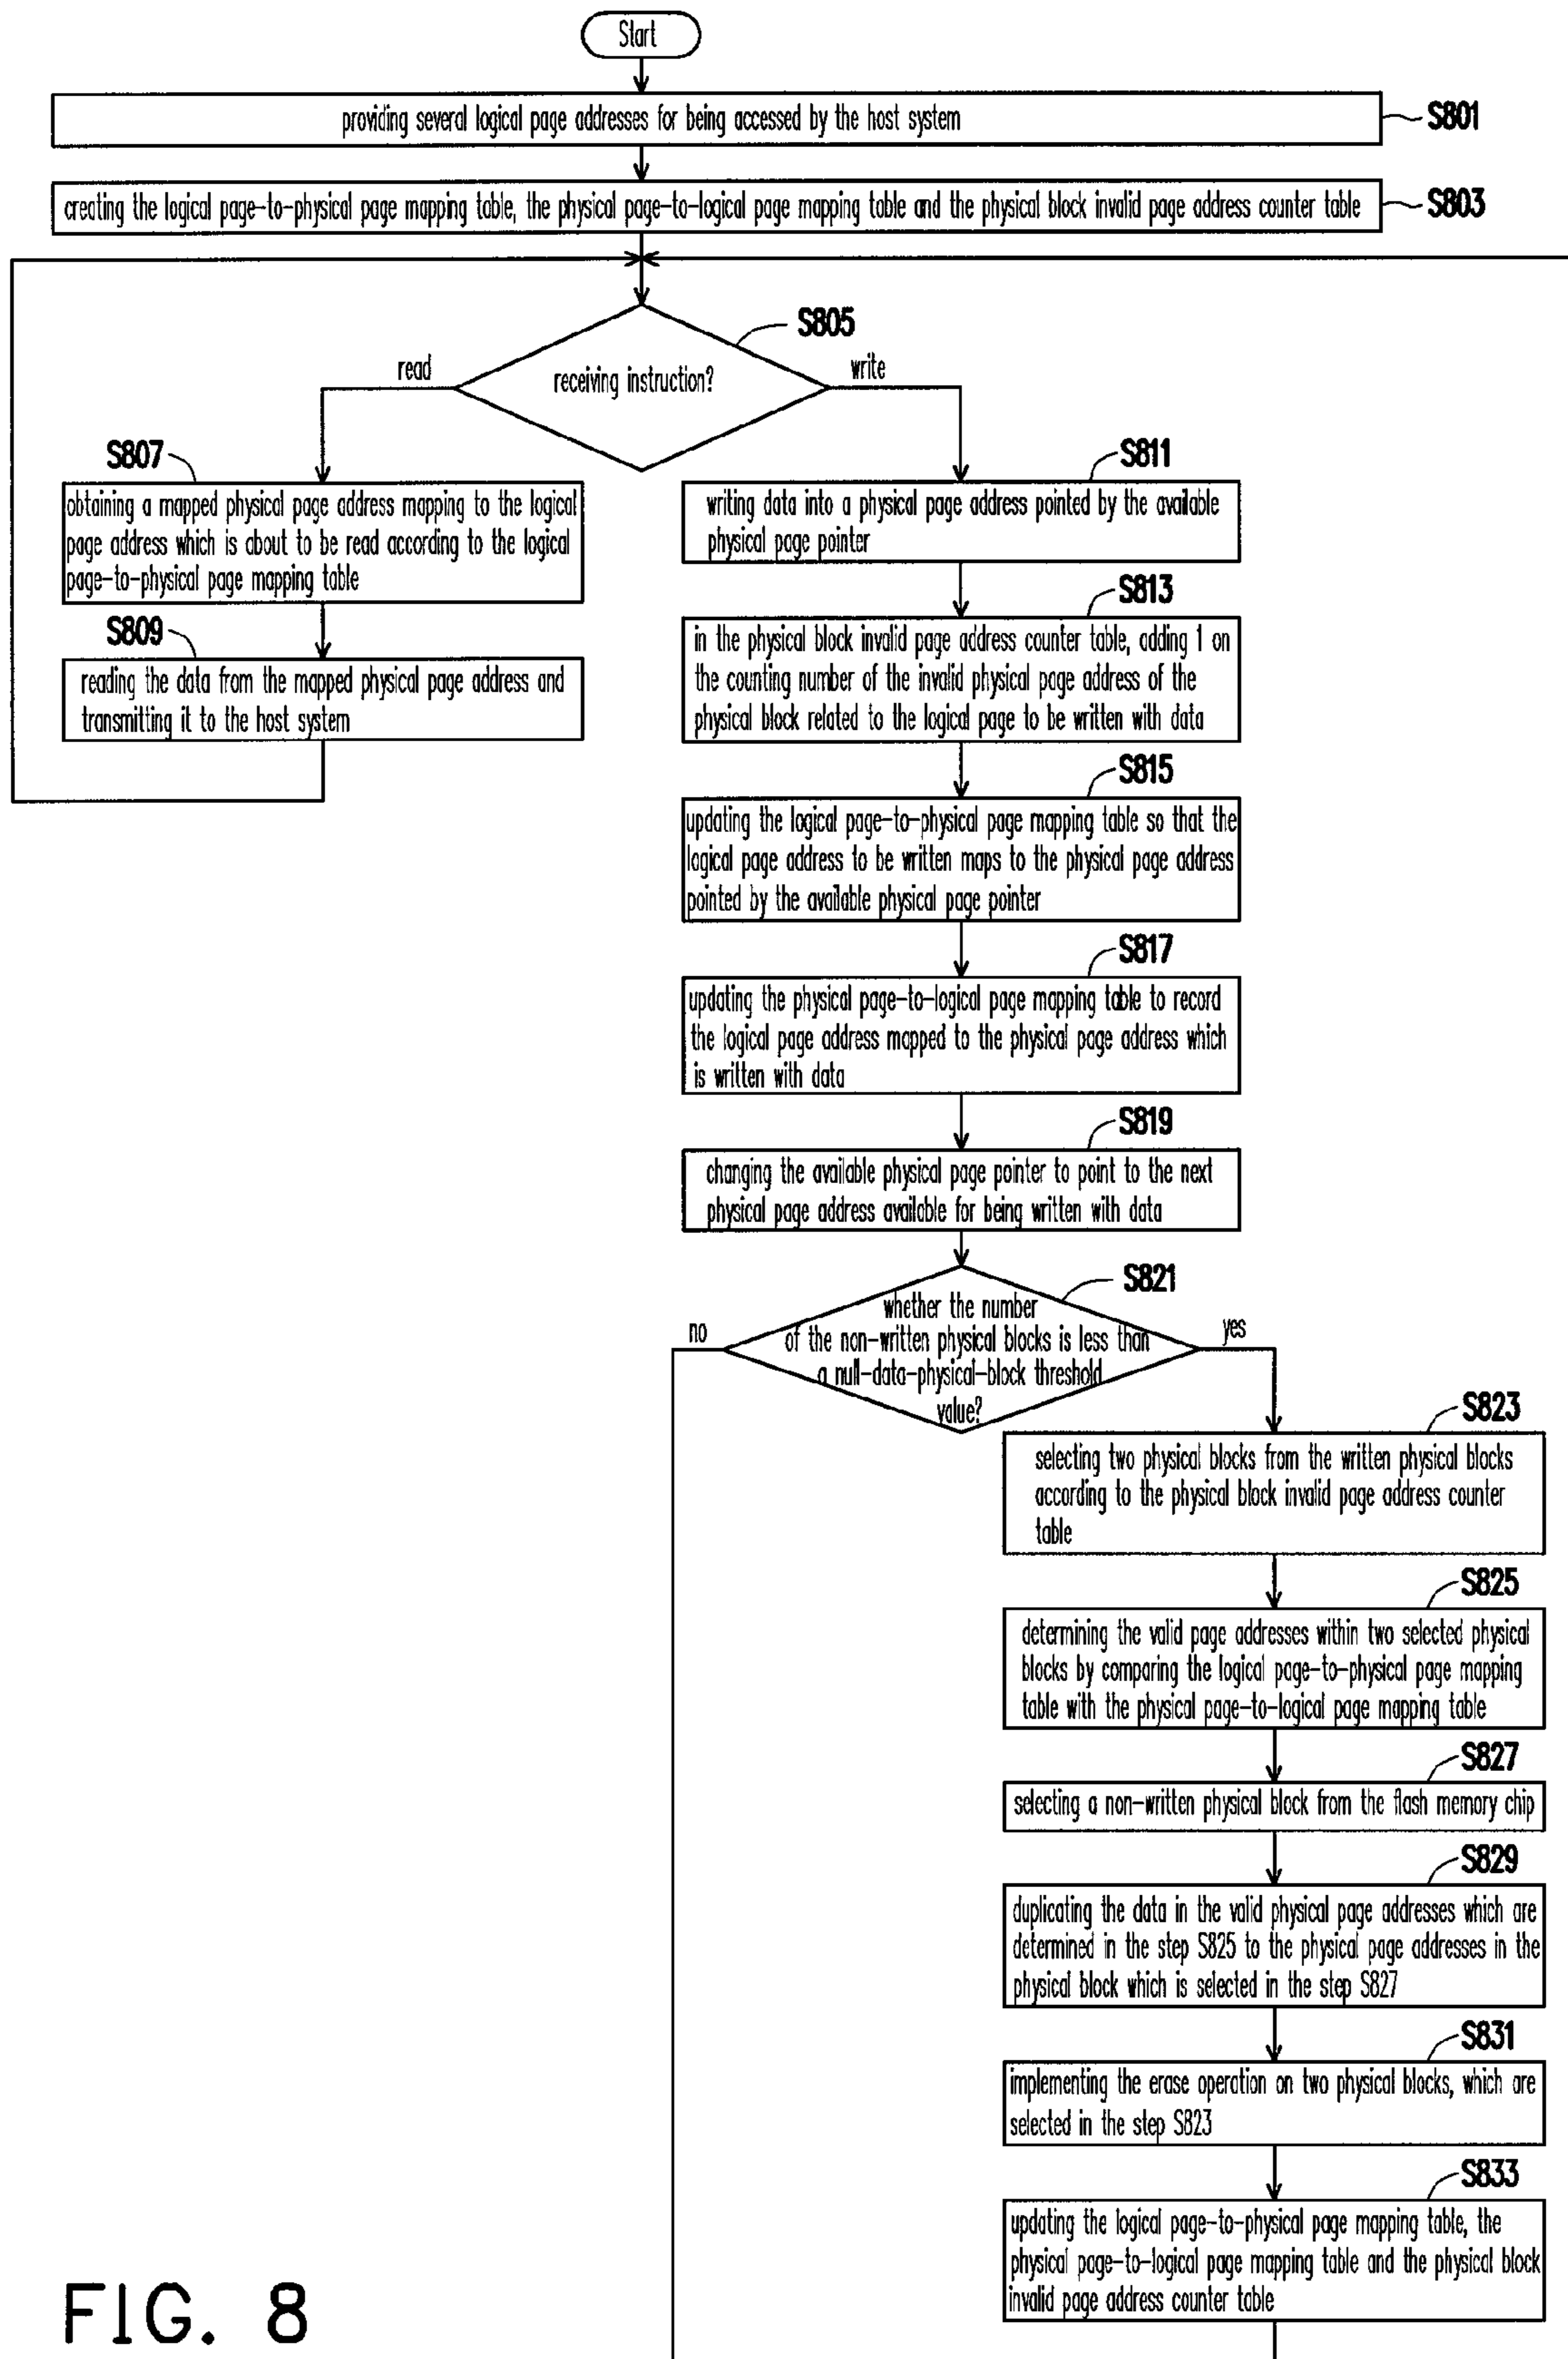 Start
providing several logical page addresses for being accessed by the host system
S801
creating the logical page-to-physical page mapping table, the physical page-to-logical page mapping table and the physical block invalid page address counter table
S803
S805
receiving instruction?
read
write
S807
obtaining a mapped physical page address mapping to the logical
page address which is about to be read according to the logical
page-to-physical page mapping table
S809
reading the data from the mapped physical page address and
transmitting it to the host system
S811
writing data into a physical page address pointed by the available
physical page pointer
S813
in the physical block invalid page address counter table, adding 1 on
the counting number of the invalid physical page address of the
physical block related to the logical page to be written with data
S815
updating the logical page-to-physical page mapping table so that the
logical page address to be written maps to the physical page address
pointed by the available physical page pointer
S817
updating the physical page-to-logical page mapping table to record
the logical page address mapped to the physical page address which
is written with data
S819
changing the available physical page pointer to point to the next
physical page address available for being written with data
S821
whether the number
of the non-written physical blocks is less than
a null-data-physical-block threshold
value?
no
yes
S823
selecting two physical blocks from the written physical blocks
according to the physical block invalid page address counter
table
S825
determining the valid page addresses within two selected physical
blocks by comparing the logical page-to-physical page mapping
table with the physical page-to-logical page mapping table
S827
selecting a non-written physical block from the flash memory chip
S829
duplicating the data in the valid physical page addresses which are
determined in the step S825 to the physical page addresses in the
physical block which is selected in the step S827
S831
implementing the erase operation on two physical blocks, which are
selected in the step S823
S833
updating the logical page-to-physical page mapping table, the
physical page-to-logical page mapping table and the physical block
invalid page address counter table
FIG. 8